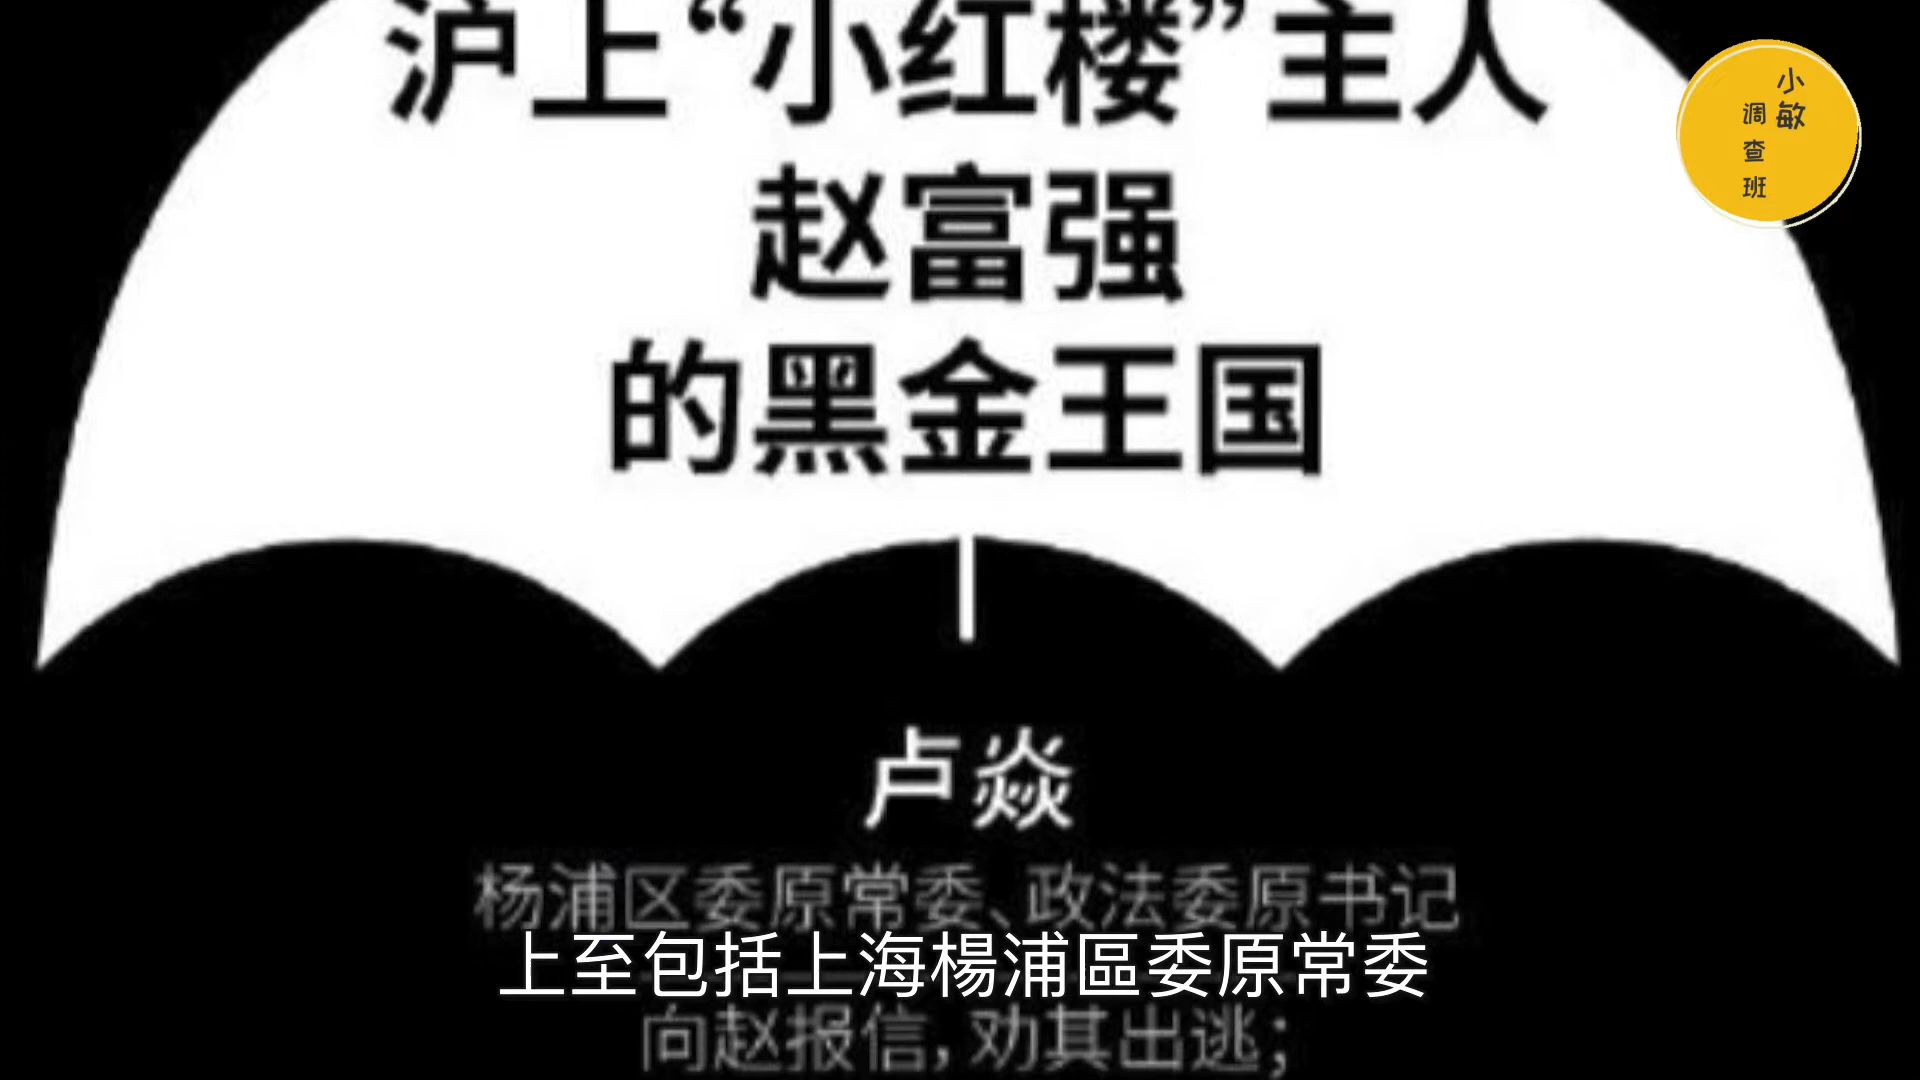 沪上“小红楼”主人
赵富强
的黑金王国
小敏
调查班
卢焱
杨浦区委原常委、政法委原书记
上至包括上海楊浦區委原常委
向赵报信，劝其出逃；